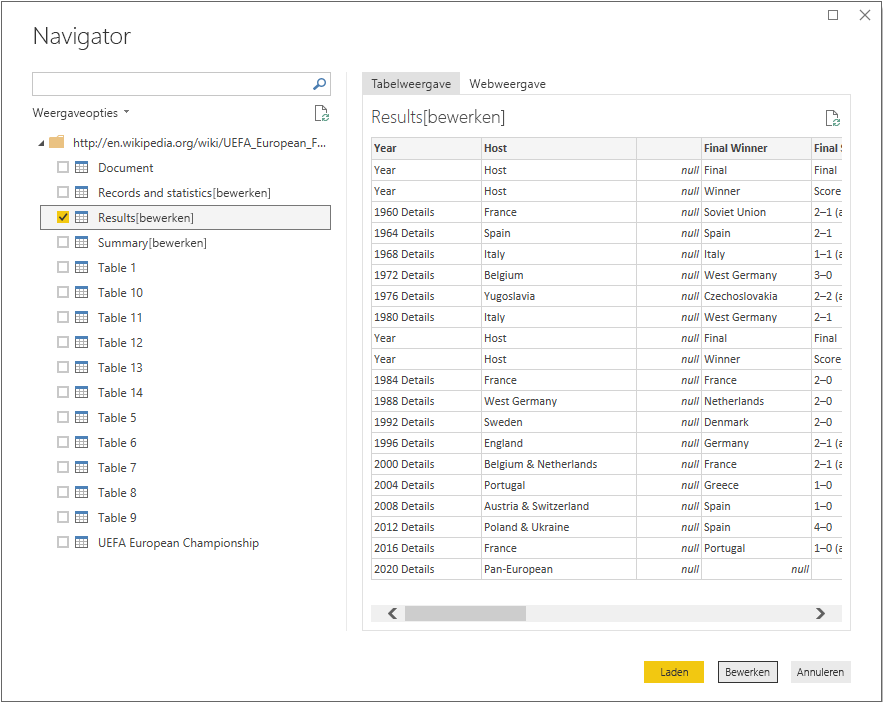 Navigator
Weergaveopties
http://en.wikipedia.org/wiki/UEFA_European_F...
Document
Records and statistics[bewerken]
Results[bewerken]
Summary[bewerken]
Table 1
Table 10
Table 11
Table 12
Table 13
Table 14
Table 5
Table 6
Table 7
Table 8
Table 9
UEFA European Championship
Tabelweergave Webweergave
Results[bewerken]
Year Host Final Winner Final
Year Host null Final Final
Year Host null Winner Score
1960 Details France null Soviet Union 2–1 (a
1964 Details Spain null Spain 2–1
1968 Details Italy null Italy 1–1 (a
1972 Details Belgium null West Germany 3–0
1976 Details Yugoslavia null Czechoslovakia 2–2 (a
1980 Details Italy null West Germany 2–1
Year Host null Final Final
Year Host null Winner Score
1984 Details France null France 2–0
1988 Details West Germany null Netherlands 2–0
1992 Details Sweden null Denmark 2–0
1996 Details England null Germany 2–1 (a
2000 Details Belgium & Netherlands null France 2–1 (a
2004 Details Portugal null Greece 1–0
2008 Details Austria & Switzerland null Spain 1–0
2012 Details Poland & Ukraine null Spain 4–0
2016 Details France null Portugal 1–0 (a
2020 Details Pan-European null null
Laden Bewerken Annuleren